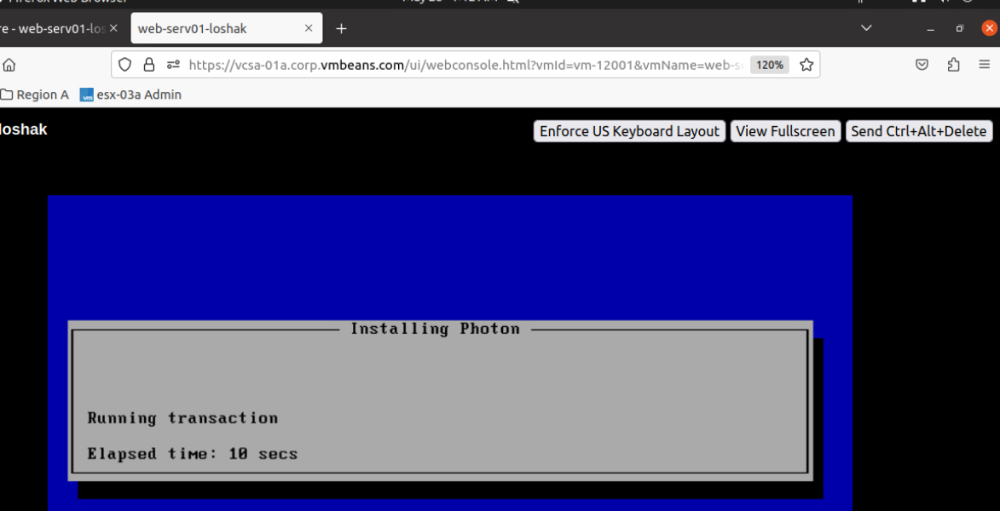 web-serv01-los
web-serv01-loshak
https://vcsa-01a.corp.vmbeans.com/ui/webconsole.html?vmId=vm-12001&vmName=web-s
120%
Region A
vm
esx-03a Admin
loshak
Enforce US Keyboard Layout
View Fullscreen
Send Ctrl+Alt+Delete
Installing Photon
Running transaction
Elapsed time: 10 secs